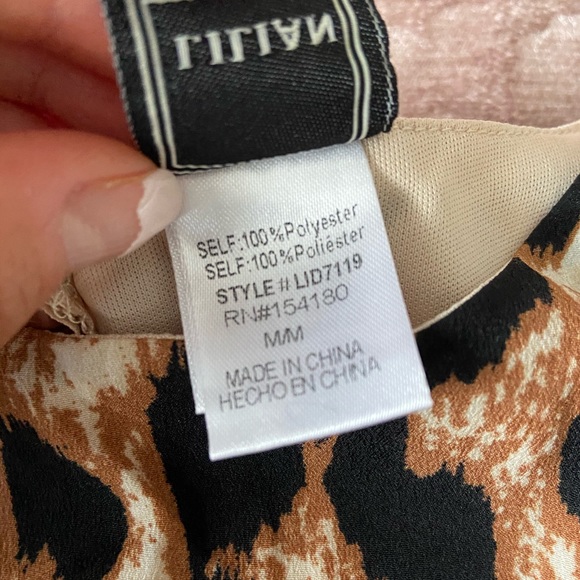 LILIAN
SELF:100%Polyester
SELF:100%Poliéster
STYLE# LID7119
RN#154180
M/M
MADE IN CHINA
HECHO EN CHINA